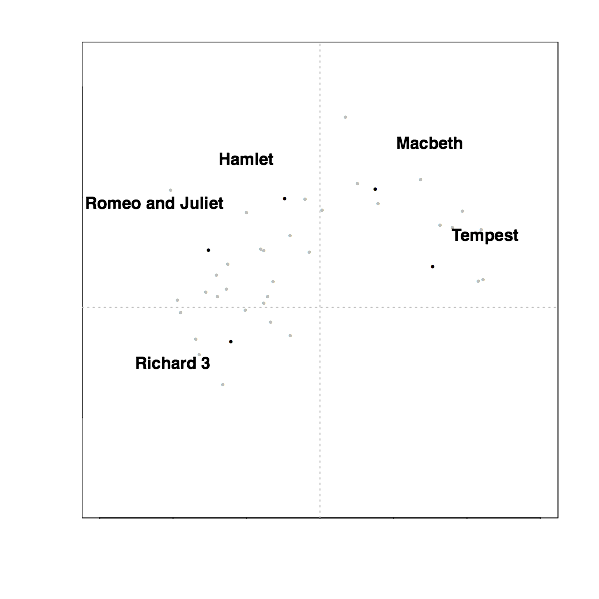 Macbeth
Hamlet
Romeo and Juliet
Tempest
Richard 3